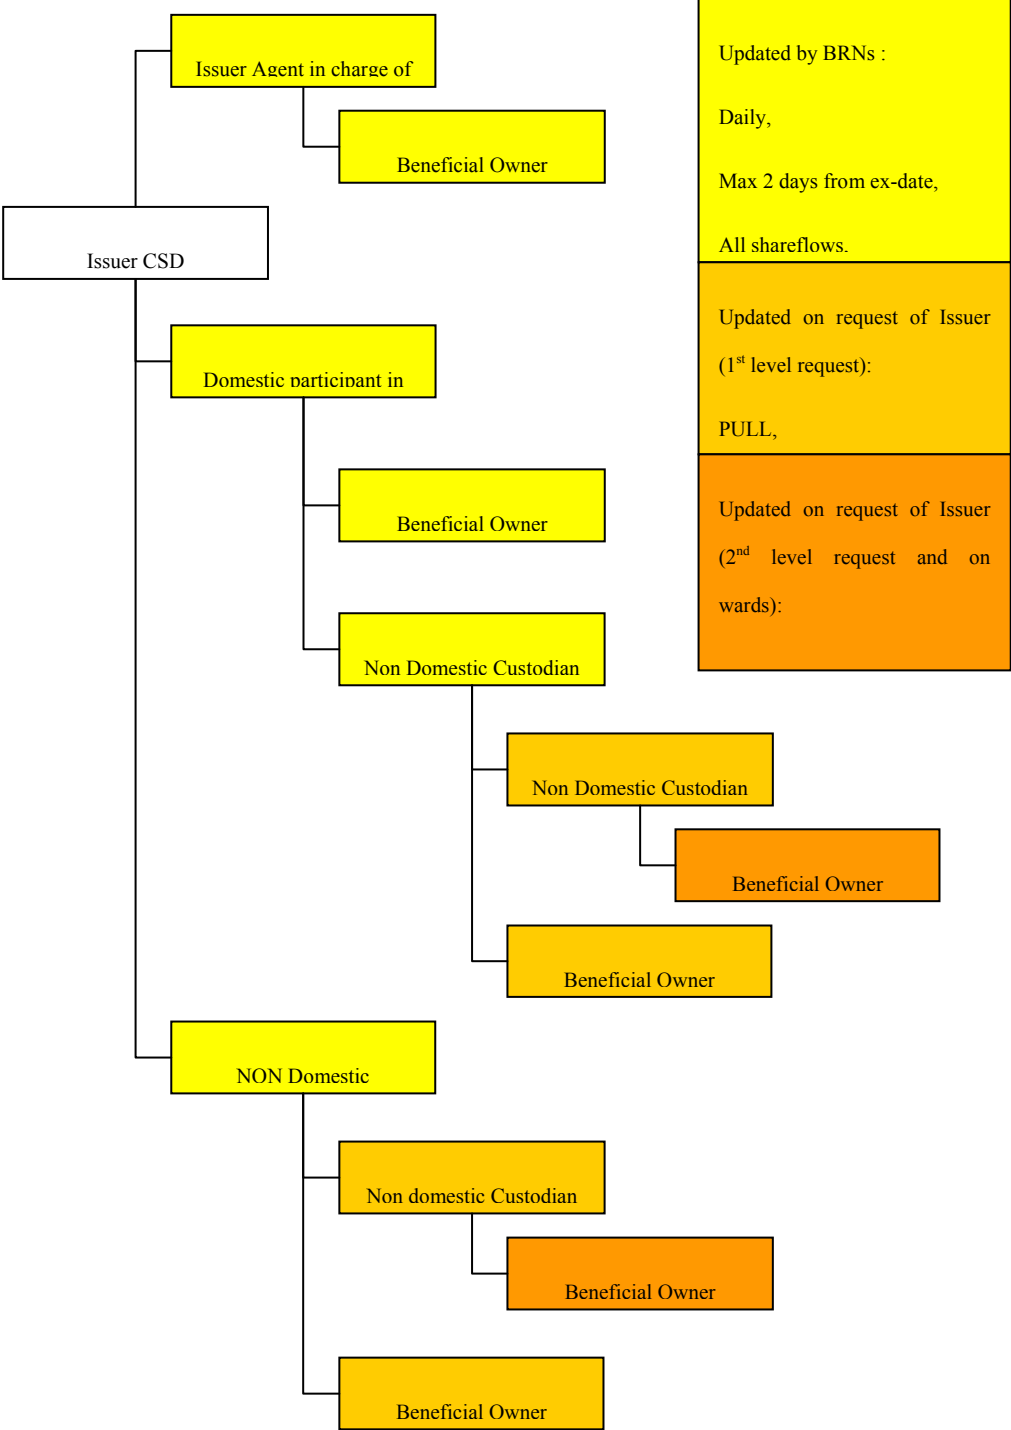 Issuer Agent in charge of
Beneficial Owner
Issuer CSD
Domestic participant in
Beneficial Owner
Non Domestic Custodian
Non Domestic Custodian
Beneficial Owner
Beneficial Owner
NON Domestic
Non domestic Custodian
Beneficial Owner
Beneficial Owner
Updated by BRNs :
Daily,
Max 2 days from ex-date,
All shareflows.
Updated on request of Issuer
(1st level request):
PULL,
Updated on request of Issuer
(2nd level request and on
wards):